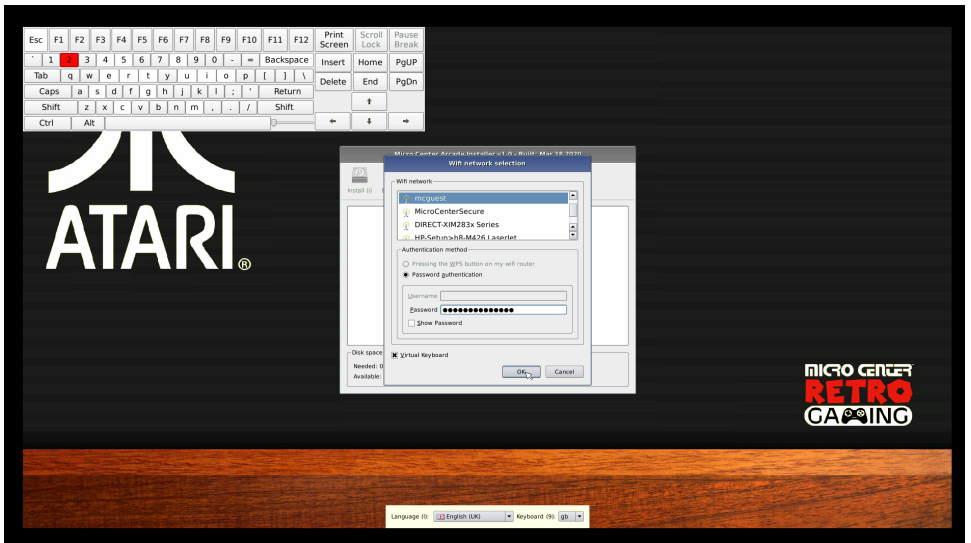 Esc F1 F2 F3 F4 F5 F6 F7 F8 F9 F10 F11 F12 Print Screen Scroll Lock Pause Break
` 1 2 3 4 5 6 7 8 9 0 - = Backspace Insert Home PgUP
Tab q w e r t y u i o p [ ] \ Delete End PgDn
Caps a s d f g h j k l ; ' Return
Shift z x c v b n m , . / Shift
Ctrl Alt
ATARI®
Micro Center Arcade Installer v1.0 - Built: Mar 18 2020
Wifi network selection
Install (i)
Wifi network
mcguest
MicroCenterSecure
DIRECT-XIM283x Series
HP-Setup>b8-M426 LaserJet
Authentication method
Pressing the WPS button on my wifi router
Password authentication
Username
Password ●●●●●●●●●●●●●●
Show Password
Disk space
Virtual Keyboard
Needed: 0
Available:
OK Cancel
MICRO CENTER
RETRO
GAMING
Language (l): English (UK) Keyboard (9): gb